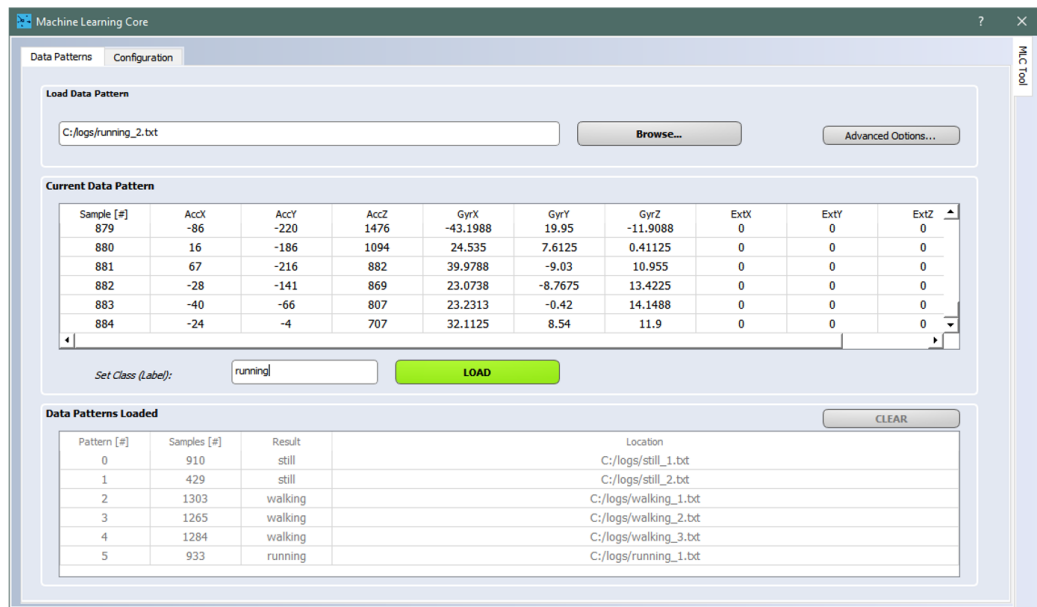 Machine Learning Core ? ×
Data Patterns Configuration
MLC Tool
Load Data Pattern
C:/logs/running_2.txt Browse... Advanced Options...
Current Data Pattern
Sample [#] AccX AccY AccZ GyrX GyrY GyrZ ExtX ExtY ExtZ
879 -86 -220 1476 -43.1988 19.95 -11.9088 0 0 0
880 16 -186 1094 24.535 7.6125 0.41125 0 0 0
881 67 -216 882 39.9788 -9.03 10.955 0 0 0
882 -28 -141 869 23.0738 -8.7675 13.4225 0 0 0
883 -40 -66 807 23.2313 -0.42 14.1488 0 0 0
884 -24 -4 707 32.1125 8.54 11.9 0 0 0
Set Class (Label): running LOAD
Data Patterns Loaded CLEAR
Pattern [#] Samples [#] Result Location
0 910 still C:/logs/still_1.txt
1 429 still C:/logs/still_2.txt
2 1303 walking C:/logs/walking_1.txt
3 1265 walking C:/logs/walking_2.txt
4 1284 walking C:/logs/walking_3.txt
5 933 running C:/logs/running_1.txt